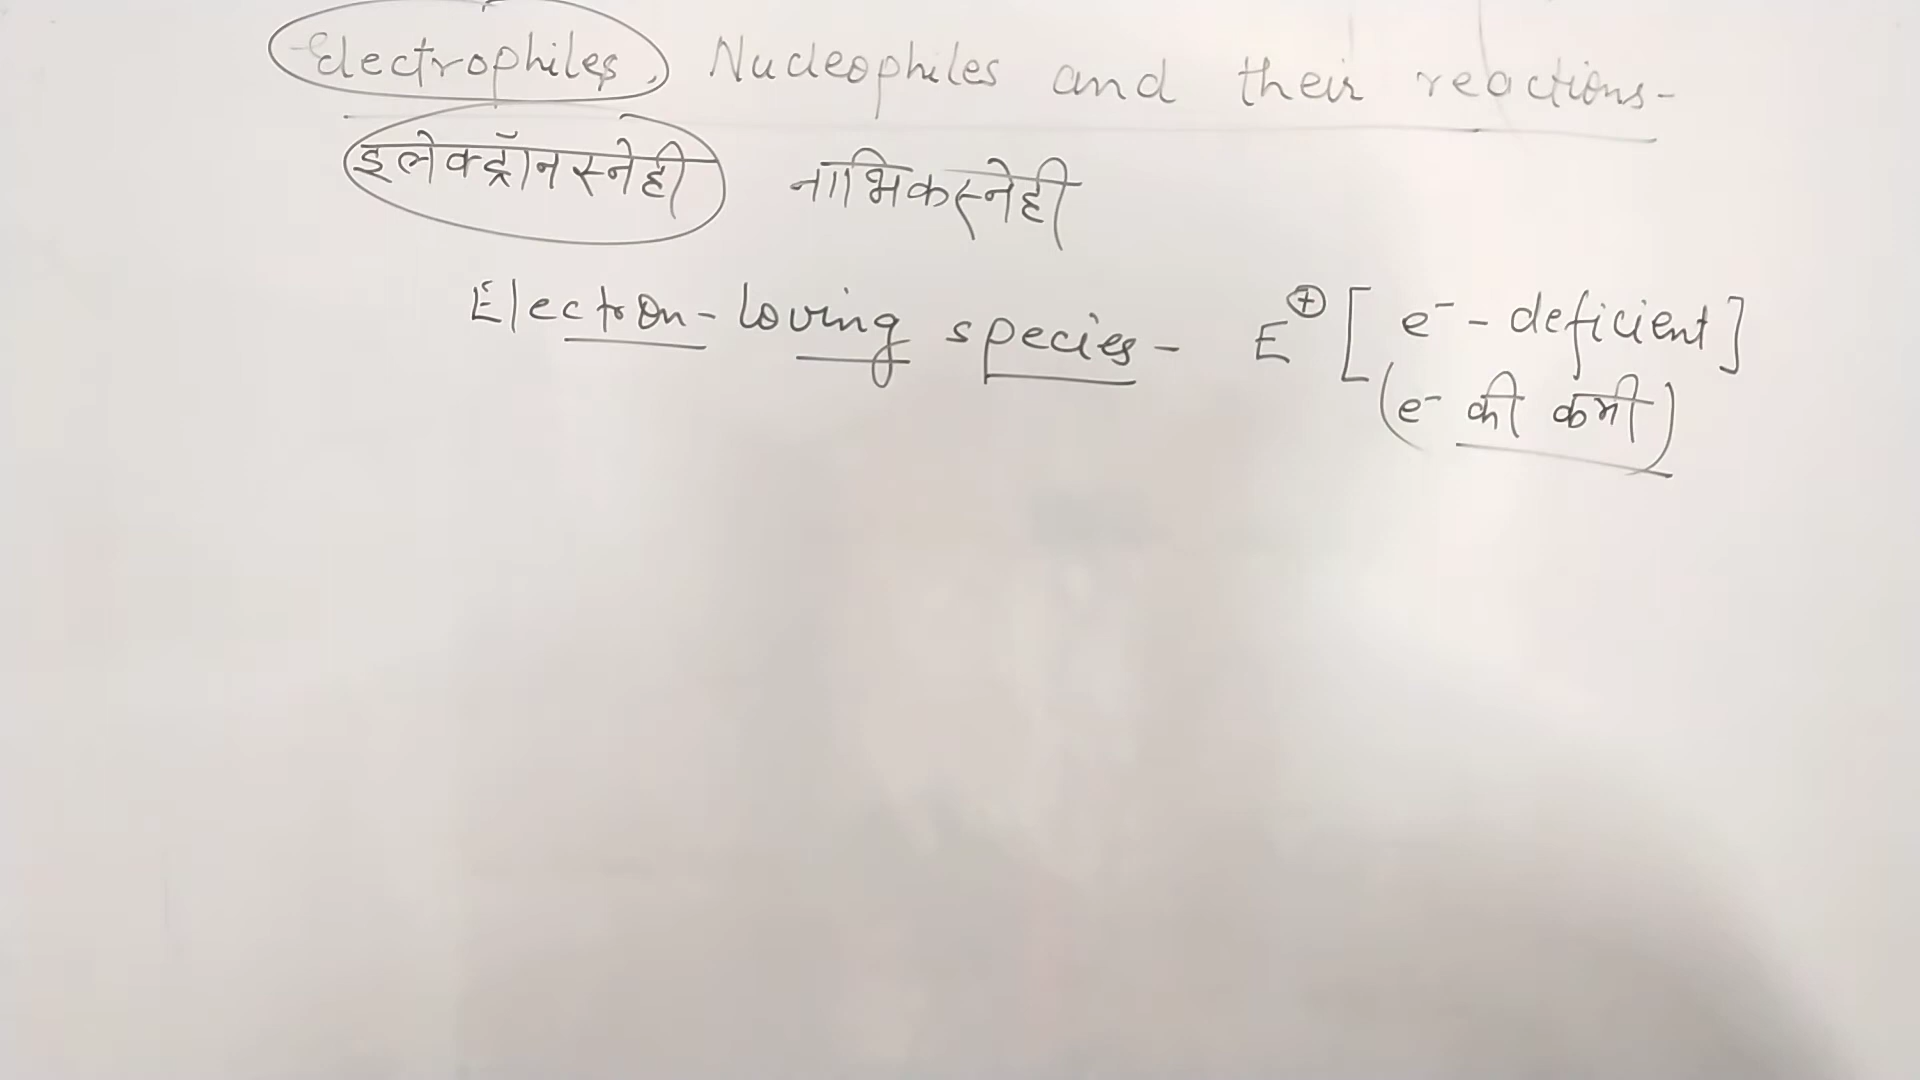 Electrophiles, Nucleophiles and their reactions-
इलेक्ट्रॉनस्नेही नाभिकस्नेही
Electron-loving species- E⊕ [e⁻-deficient]
(e⁻ की कमी)